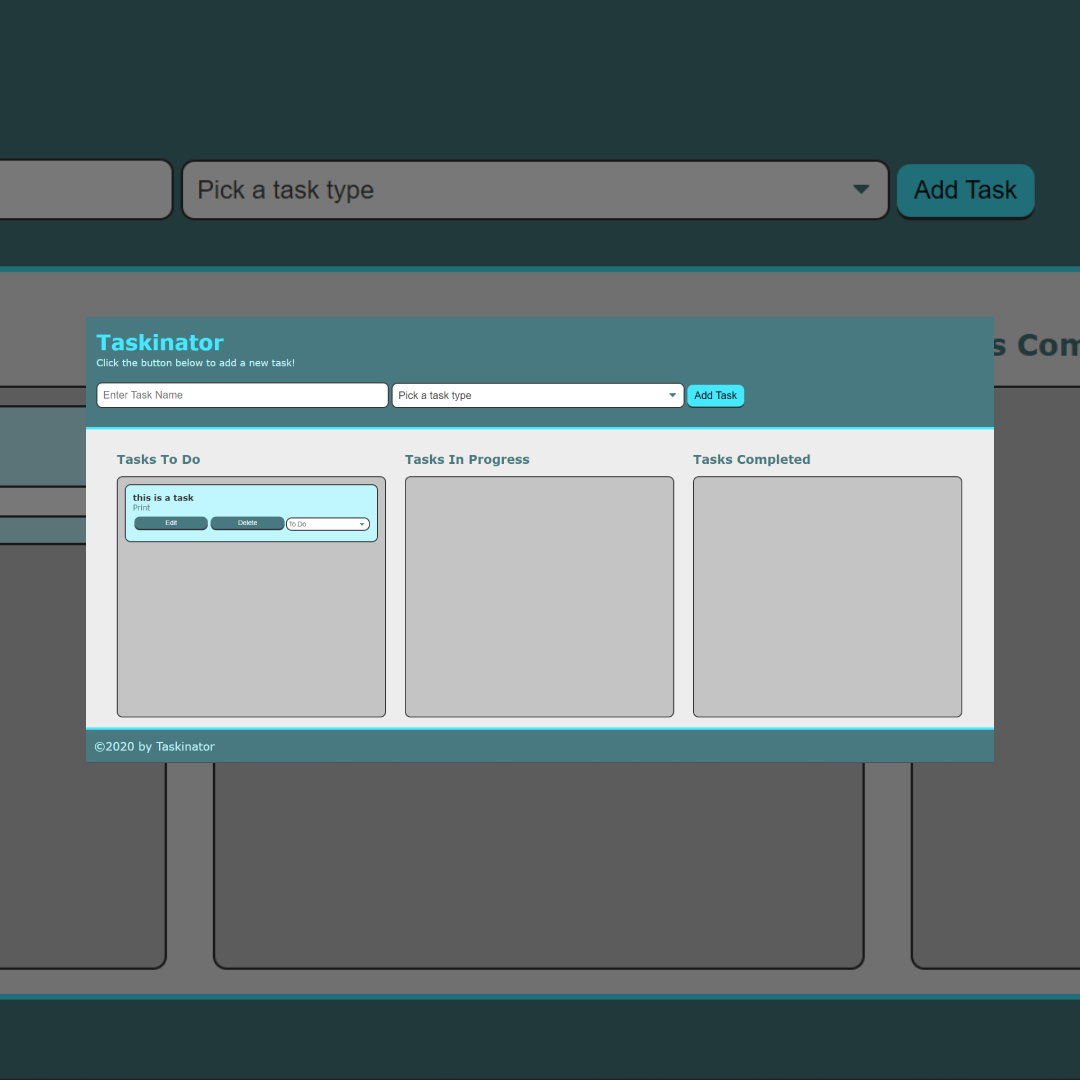 Pick a task type
Add Task
s Com
Taskinator
Click the button below to add a new task!
Enter Task Name
Pick a task type
Add Task
Tasks To Do
Tasks In Progress
Tasks Completed
this is a task
Print
Edit
Delete
To Do
©2020 by Taskinator